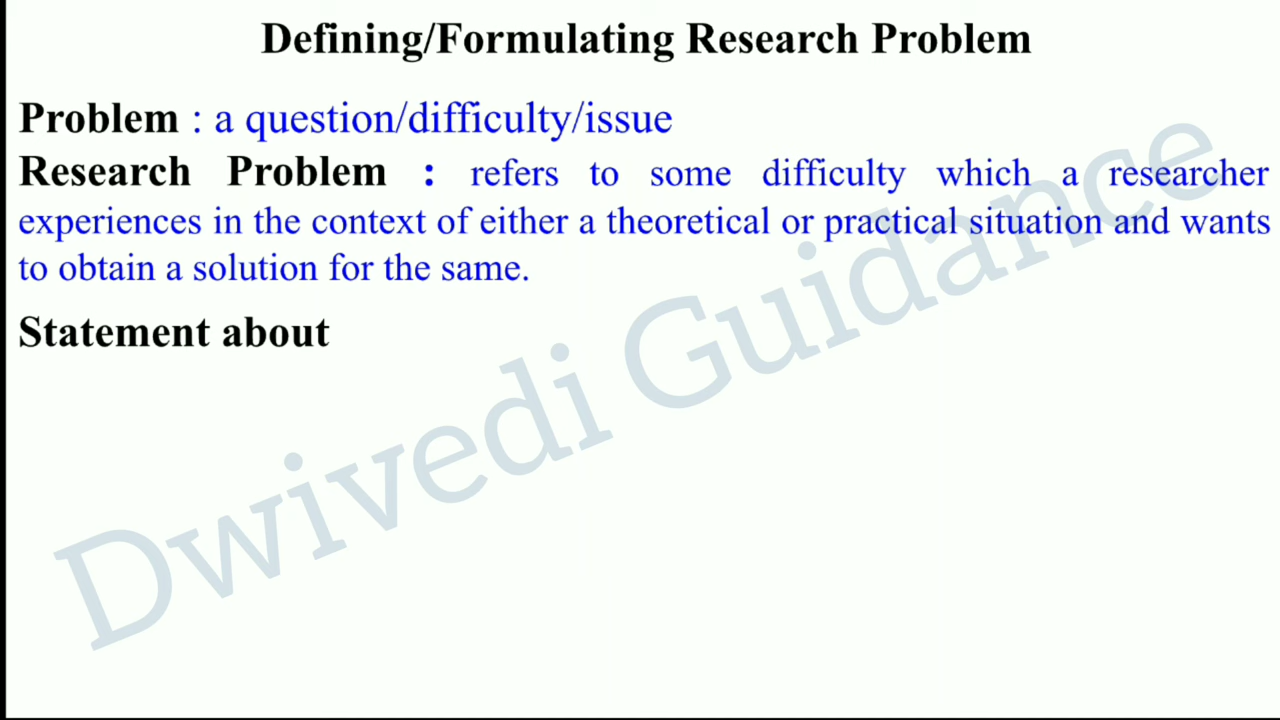 Defining/Formulating Research Problem
Problem : a question/difficulty/issue
Research Problem : refers to some difficulty which a researcher
experiences in the context of either a theoretical or practical situation and wants
to obtain a solution for the same.
Statement about
Dwivedi Guidance